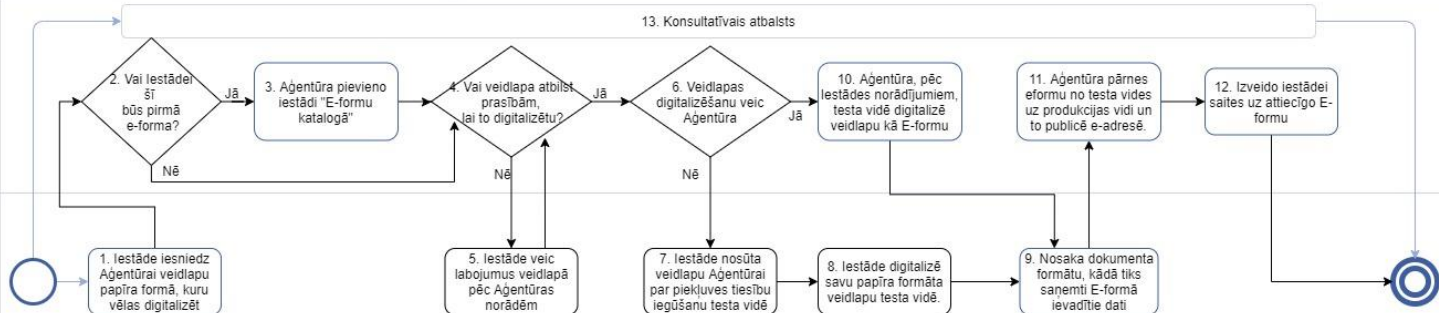 13. Konsultatīvais atbalsts
2. Vai Iestādei
šī
būs pirmā
e-forma?
Jā
Nē
3. Aģentūra pievieno
iestādi "E-formu
katalogā"
4. Vai veidlapa atbilst
prasībām,
lai to digitalizētu?
Jā
Nē
6. Veidlapas
digitalizēšanu veic
Aģentūra
Jā
Nē
10. Aģentūra, pēc
Iestādes norādījumiem,
testa vidē digitalizē
veidlapu kā E-formu
11. Aģentūra pārnes
eformu no testa vides
uz produkcijas vidi un
to publicē e-adresē.
12. Izveido iestādei
saites uz attiecīgo E-
formu
1. Iestāde iesniedz
Aģentūrai veidlapu
papīra formā, kuru
vēlas digitalizēt
5. Iestāde veic
labojumus veidlapā
pēc Aģentūras
norādēm
7. Iestāde nosūta
veidlapu Aģentūrai
par piekļuves tiesību
iegūšanu testa vidē
8. Iestāde digitalizē
savu papīra formāta
veidlapu testa vidē.
9. Nosaka dokumenta
formātu, kādā tiks
saņemti E-formā
ievadītie dati